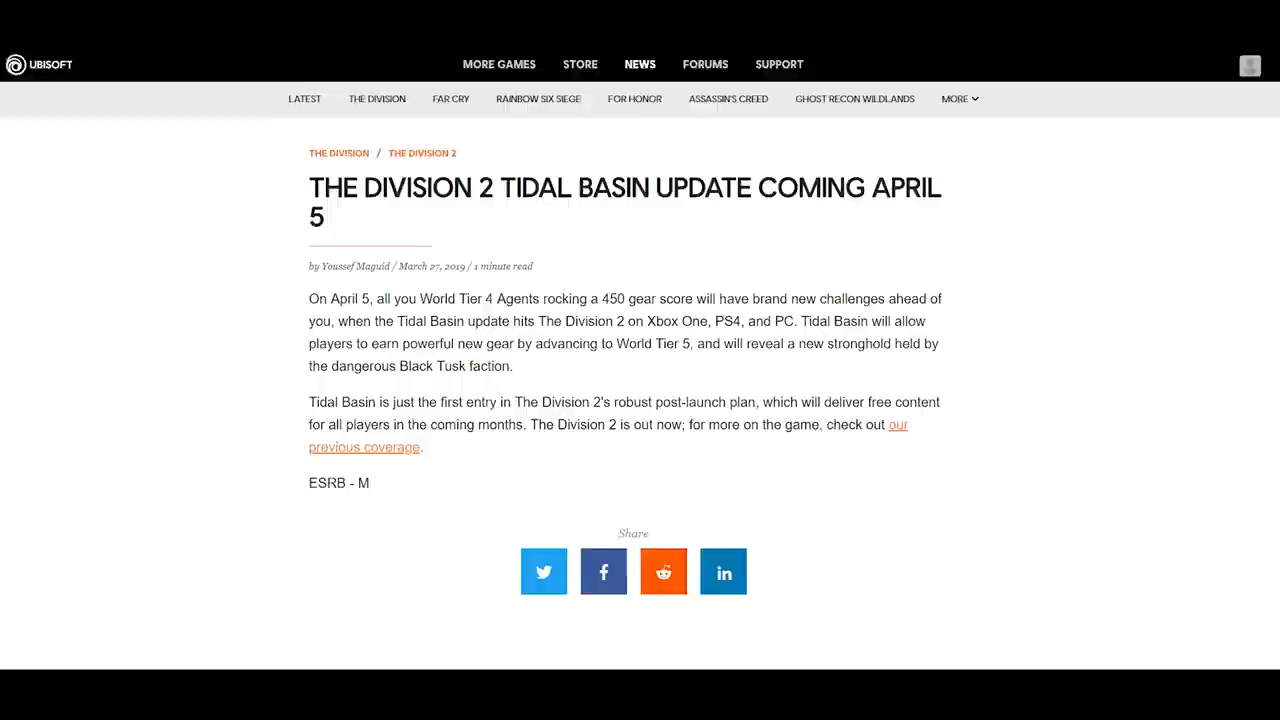 UBISOFT
MORE GAMES STORE NEWS FORUMS SUPPORT
LATEST THE DIVISION FAR CRY RAINBOW SIX SIEGE FOR HONOR ASSASSIN'S CREED GHOST RECON WILDLANDS MORE
THE DIVISION / THE DIVISION 2
THE DIVISION 2 TIDAL BASIN UPDATE COMING APRIL
5
by Youssef Maguid / March 27, 2019 / 1 minute read
On April 5, all you World Tier 4 Agents rocking a 450 gear score will have brand new challenges ahead of
you, when the Tidal Basin update hits The Division 2 on Xbox One, PS4, and PC. Tidal Basin will allow
players to earn powerful new gear by advancing to World Tier 5, and will reveal a new stronghold held by
the dangerous Black Tusk faction.
Tidal Basin is just the first entry in The Division 2's robust post-launch plan, which will deliver free content
for all players in the coming months. The Division 2 is out now; for more on the game, check out our
previous coverage.
ESRB - M
Share